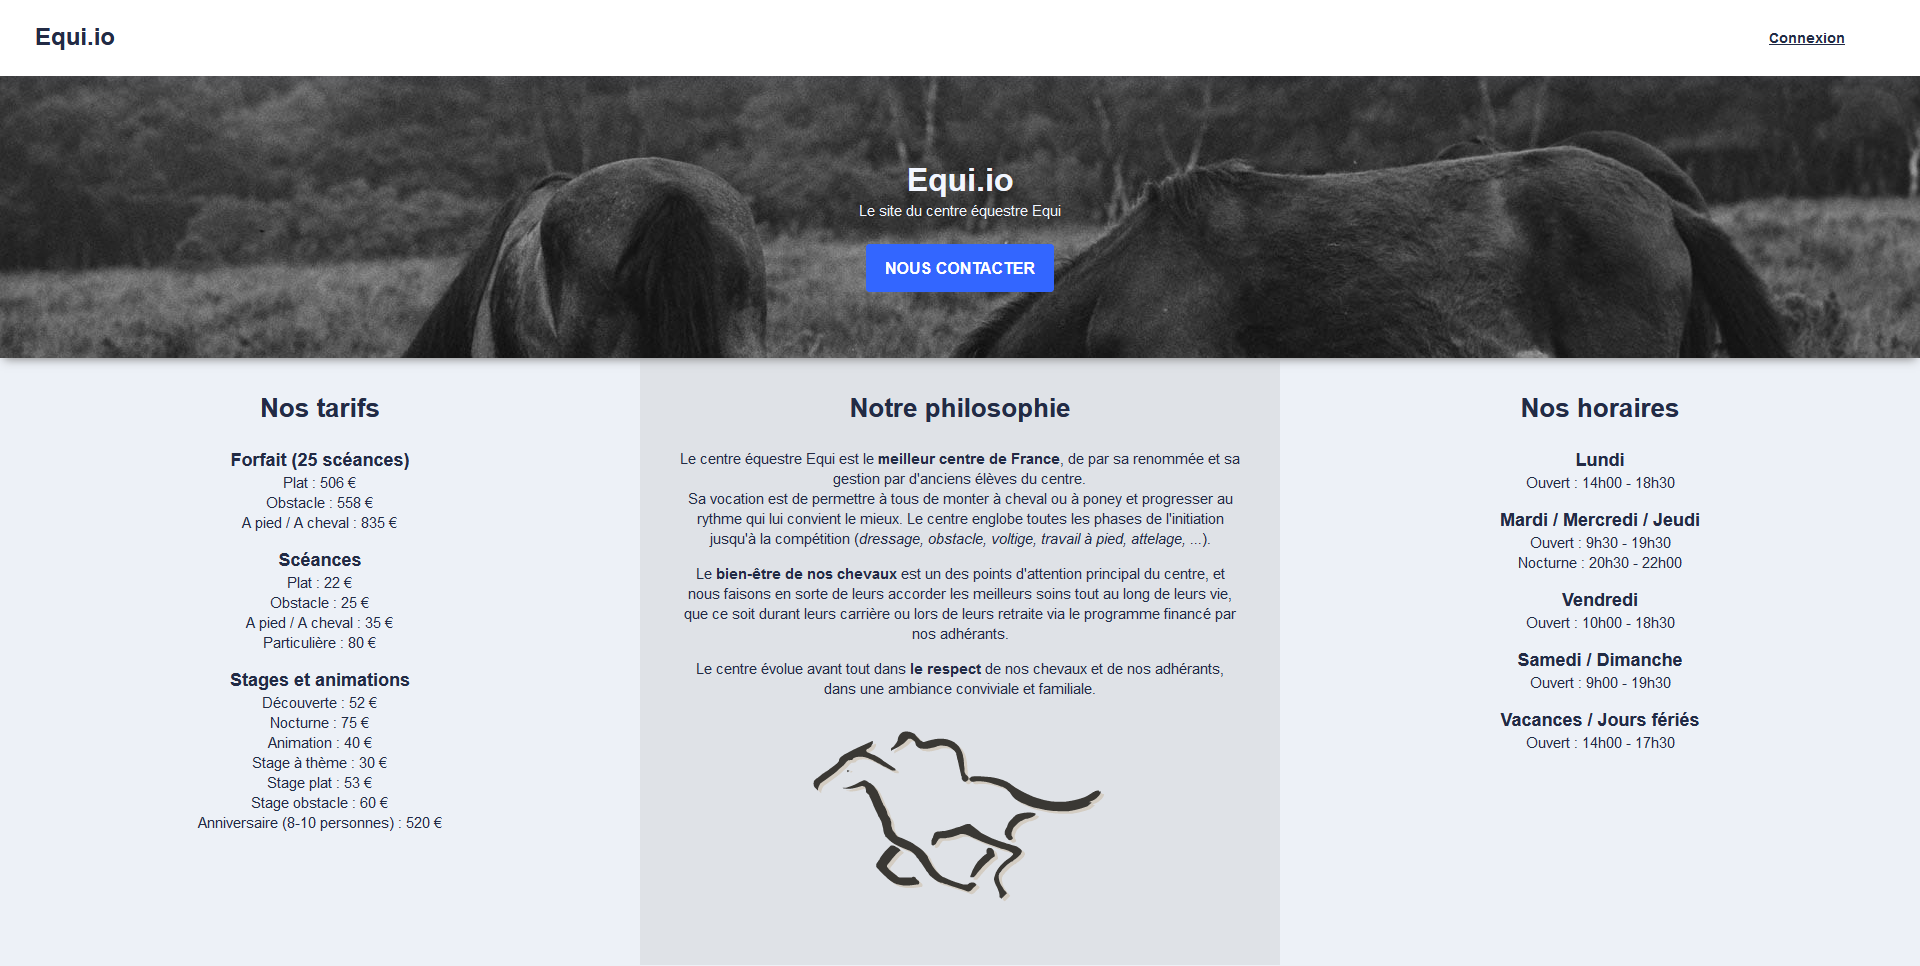 Equi.io
Connexion
Equi.io
Le site du centre équestre Equi
NOUS CONTACTER
Nos tarifs
Forfait (25 scéances)
Plat : 506 €
Obstacle : 558 €
A pied / A cheval : 835 €
Scéances
Plat : 22 €
Obstacle : 25 €
A pied / A cheval : 35 €
Particulière : 80 €
Stages et animations
Découverte : 52 €
Nocturne : 75 €
Animation : 40 €
Stage à thème : 30 €
Stage plat : 53 €
Stage obstacle : 60 €
Anniversaire (8-10 personnes) : 520 €
Notre philosophie
Le centre équestre Equi est le meilleur centre de France, de par sa renommée et sa
gestion par d'anciens élèves du centre.
Sa vocation est de permettre à tous de monter à cheval ou à poney et progresser au
rythme qui lui convient le mieux. Le centre englobe toutes les phases de l'initiation
jusqu'à la compétition (dressage, obstacle, voltige, travail à pied, attelage, ...).
Le bien-être de nos chevaux est un des points d'attention principal du centre, et
nous faisons en sorte de leurs accorder les meilleurs soins tout au long de leurs vie,
que ce soit durant leurs carrière ou lors de leurs retraite via le programme financé par
nos adhérants.
Le centre évolue avant tout dans le respect de nos chevaux et de nos adhérants,
dans une ambiance conviviale et familiale.
Nos horaires
Lundi
Ouvert : 14h00 - 18h30
Mardi / Mercredi / Jeudi
Ouvert : 9h30 - 19h30
Nocturne : 20h30 - 22h00
Vendredi
Ouvert : 10h00 - 18h30
Samedi / Dimanche
Ouvert : 9h00 - 19h30
Vacances / Jours fériés
Ouvert : 14h00 - 17h30